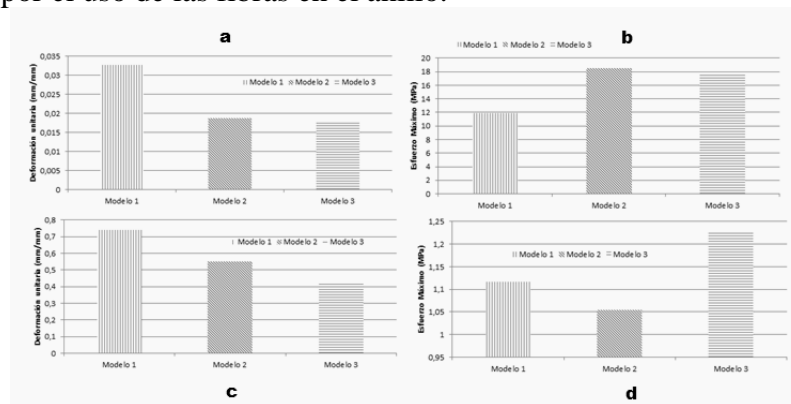 por el uso de las fibras en el anillo.
a
Deformación unitaria (mm/mm)
0,035
0,03
0,025
0,02
0,015
0,01
0,005
0
Modelo 1 Modelo 2 Modelo 3
Modelo 1 Modelo 2 Modelo 3
b
Modelo 1 Modelo 2 Modelo 3
Esfuerzo Máximo (MPa)
20
18
16
14
12
10
8
6
4
2
0
Modelo 1 Modelo 2 Modelo 3
Deformación unitaria (mm/mm)
0,8
0,7
0,6
0,5
0,4
0,3
0,2
0,1
0
Modelo 1 Modelo 2 Modelo 3
Modelo 1 Modelo 2 Modelo 3
c
Esfuerzo Máximo (MPa)
1,25
1,2
1,15
1,1
1,05
1
0,95
Modelo 1 Modelo 2 Modelo 3
Modelo 1 Modelo 2 Modelo 3
d